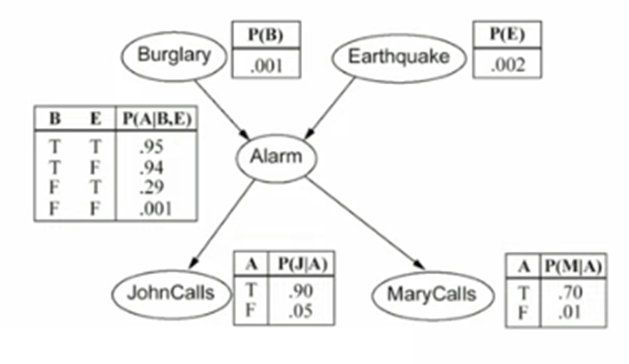 Burglary
P(B)
.001
Earthquake
P(E)
.002
B E P(A|B,E)
T T .95
T F .94
F T .29
F F .001
Alarm
JohnCalls
A P(J|A)
T .90
F .05
MaryCalls
A P(M|A)
T .70
F .01